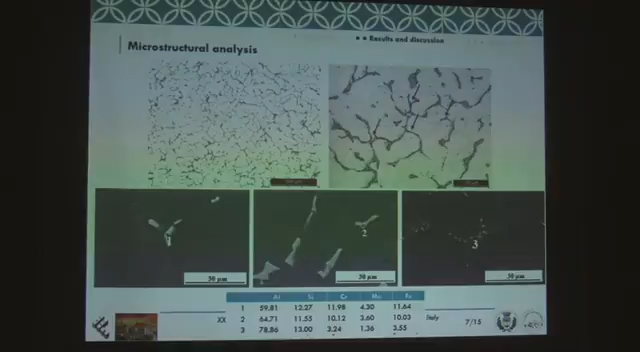 Results and discussion
Microstructural analysis
1
2
3
30 µm
30 µm
30 µm
Al Si Cr Mn Fe
1 59.81 12.27 11.98 4.30 11.64
2 64.71 11.55 10.12 3.60 10.03
3 78.86 13.00 3.24 1.36 3.55
XX
Italy
7/15